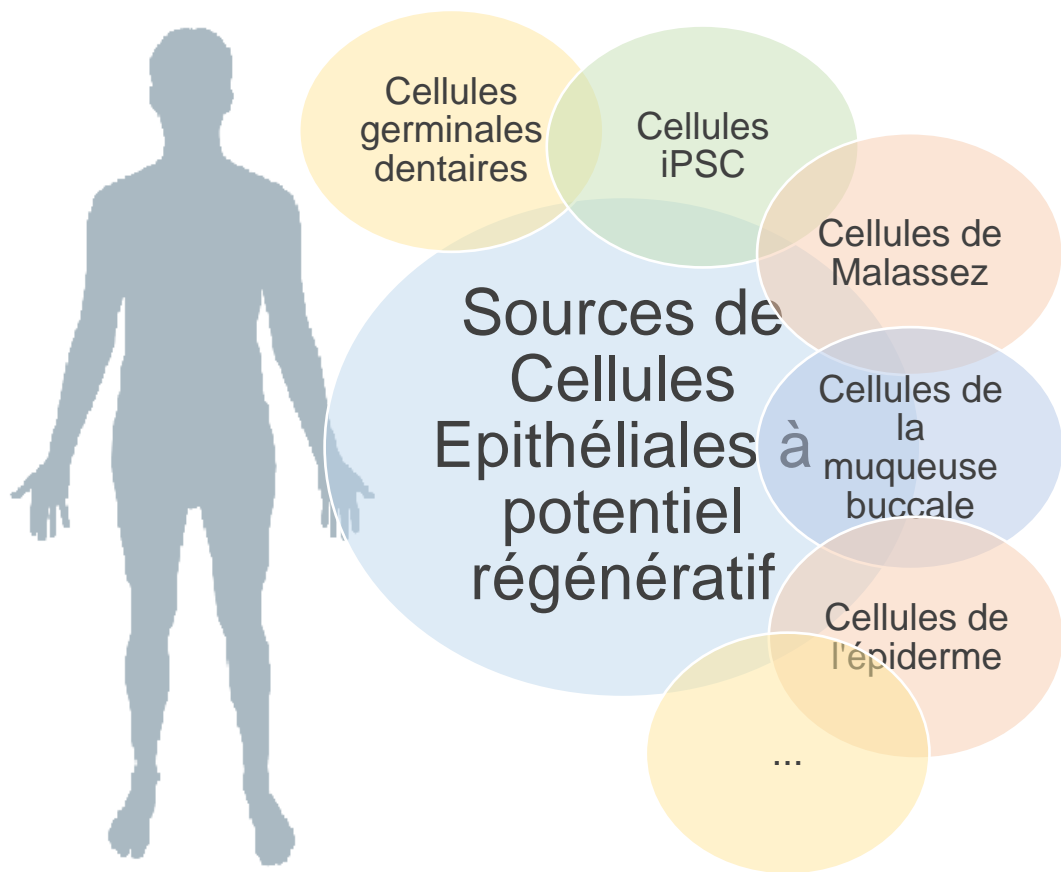 Cellules
germinales
dentaires
Cellules
iPSC
Cellules de
Malassez
Sources de
Cellules
Epithéliales à
potentiel
régénératif
Cellules de
la
muqueuse
buccale
Cellules de
l'épiderme
...